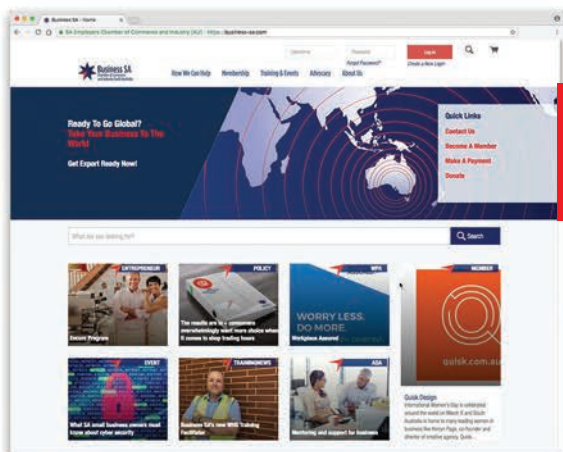 Business SA - Home
SA Employers Chamber of Commerce and Industry [AU] https://business-sa.com
Username
Password
Log in
Forgot Password?
Create a New Login
Business SA
How We Can Help
Membership
Training & Events
Advocacy
About Us
Ready To Go Global?
Take Your Business To The
World
Get Export Ready Now!
Quick Links
Contact Us
Become A Member
Make A Payment
Donate
What are you looking for?
Search
ENTREPRENEUR
Encore Program
POLICY
The results are in – consumers
overwhelmingly want more choice when
it comes to shop trading hours
WPA
WORRY LESS.
DO MORE.
Workplace Assured
MEMBER
quisk.com.au
EVENT
What SA small business owners must
know about cyber security
TRAININGNEWS
Business SA's new WHS Training
Facilitator
ASA
Mentoring and support for business
Quisk Design
International Women's Day is celebrated
around the world on March 8 and South
Australia is home to many leading women in
business like Kerryn Page, co-founder and
director of creative agency, Quisk...